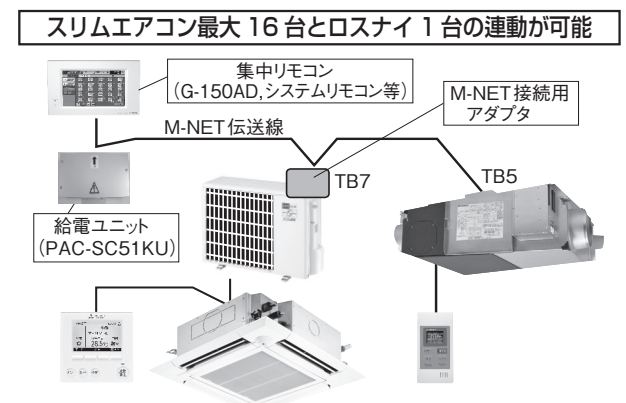 スリムエアコン最大 16 台とロスナイ 1 台の連動が可能
集中リモコン
(G-150AD,システムリモコン等)
M-NET接続用
アダプタ
M-NET伝送線
TB7
TB5
給電ユニット
(PAC-SC51KU)
28.5℃